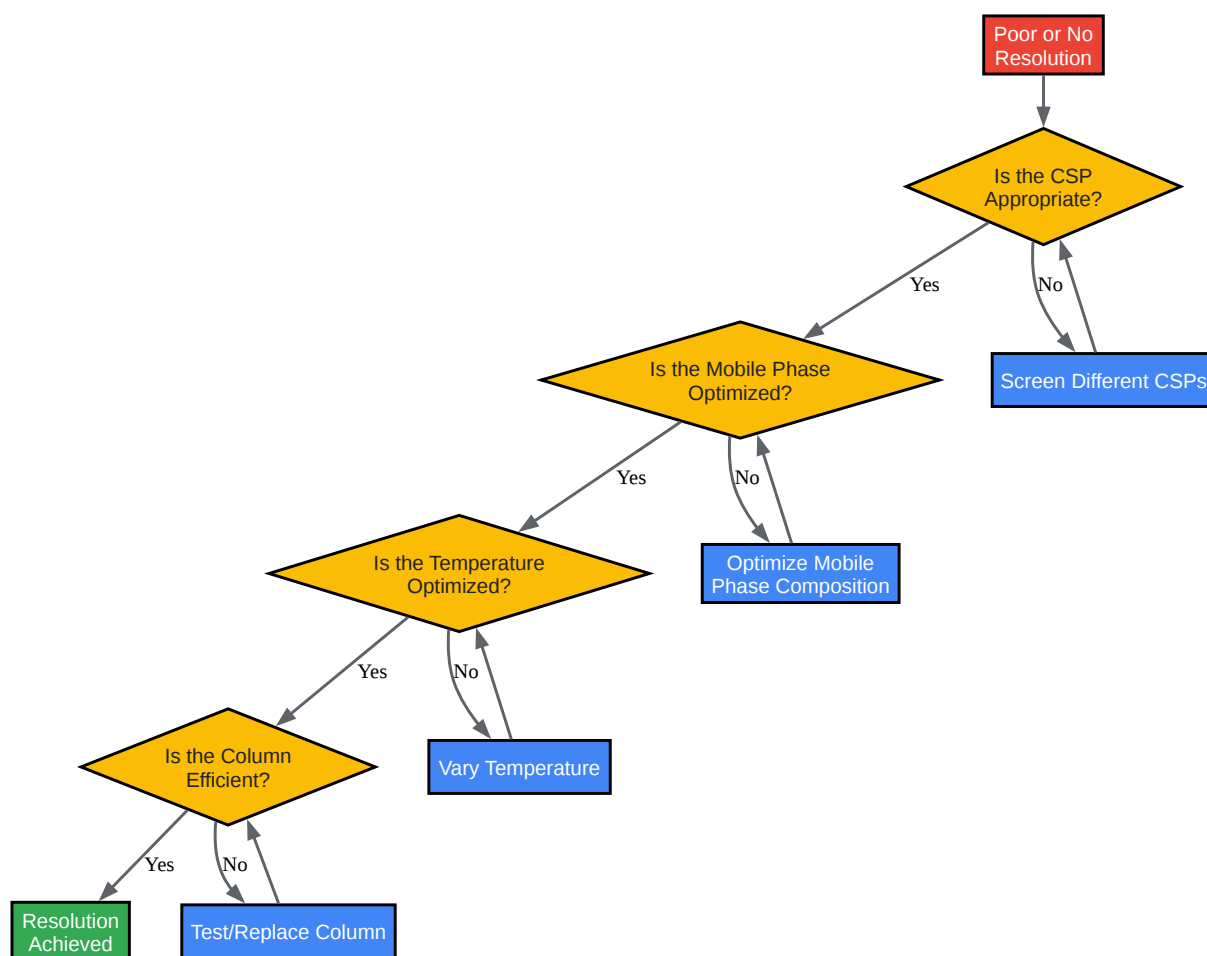 Poor or No
Resolution
Is the CSP
Appropriate?
Yes
No
Is the Mobile Phase
Optimized?
Screen Different CSPs
Yes
No
Is the Temperature
Optimized?
Optimize Mobile
Phase Composition
Yes
No
Is the Column
Efficient?
Vary Temperature
Yes
No
Resolution
Achieved
Test/Replace Column